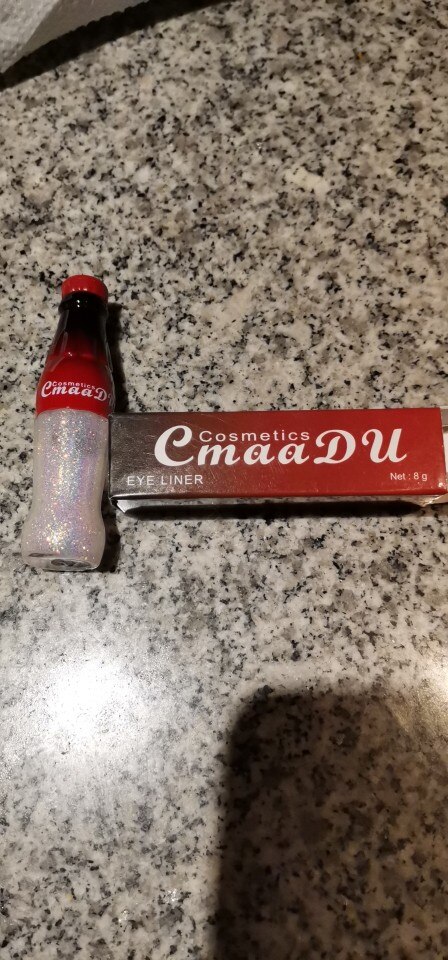 Cosmetics
CmaaDU
Cosmetics
CmaaDU
EYE LINER
Net : 8 g